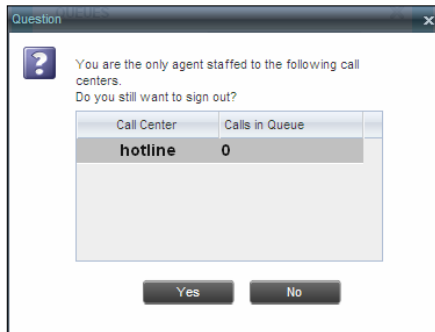 QUEUES
Question
You are the only agent staffed to the following call
centers.
Do you still want to sign out?
Call Center Calls in Queue
hotline 0
Yes No